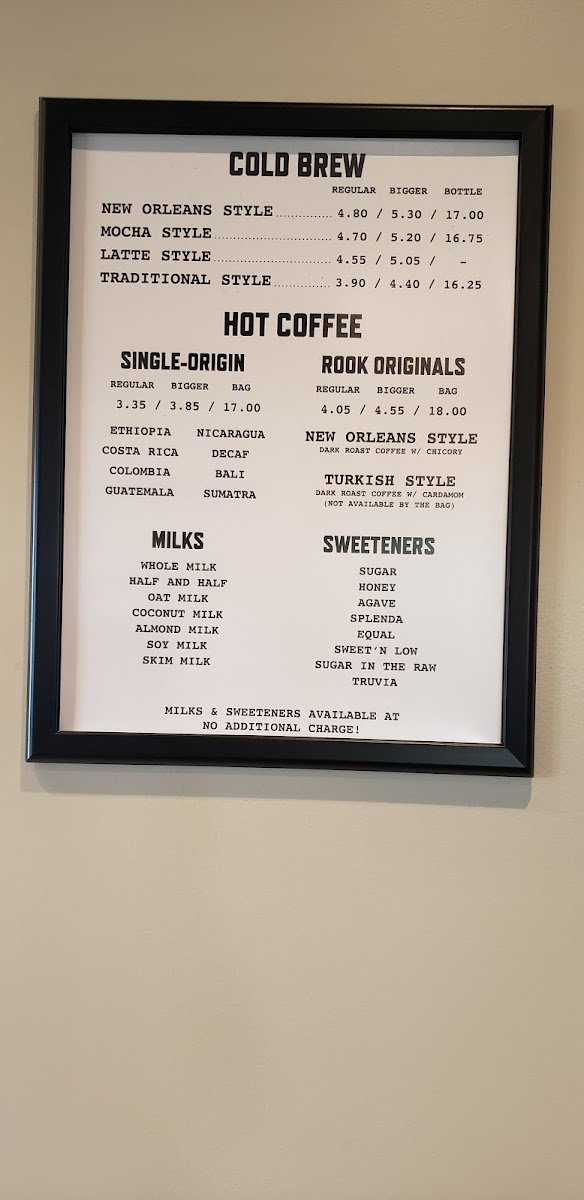 COLD BREW
REGULAR BIGGER BOTTLE
NEW ORLEANS STYLE.............. 4.80 / 5.30 / 17.00
MOCHA STYLE............................. 4.70 / 5.20 / 16.75
LATTE STYLE............................. 4.55 / 5.05 / –
TRADITIONAL STYLE.............. 3.90 / 4.40 / 16.25
HOT COFFEE
SINGLE-ORIGIN
REGULAR BIGGER BAG
3.35 / 3.85 / 17.00
ETHIOPIA NICARAGUA
COSTA RICA DECAF
COLOMBIA BALI
GUATEMALA SUMATRA
ROOK ORIGINALS
REGULAR BIGGER BAG
4.05 / 4.55 / 18.00
NEW ORLEANS STYLE
DARK ROAST COFFEE W/ CHICORY
TURKISH STYLE
DARK ROAST COFFEE W/ CARDAMOM
(NOT AVAILABLE BY THE BAG)
MILKS
WHOLE MILK
HALF AND HALF
OAT MILK
COCONUT MILK
ALMOND MILK
SOY MILK
SKIM MILK
SWEETENERS
SUGAR
HONEY
AGAVE
SPLENDA
EQUAL
SWEET'N LOW
SUGAR IN THE RAW
TRUVIA
MILKS & SWEETENERS AVAILABLE AT
NO ADDITIONAL CHARGE!